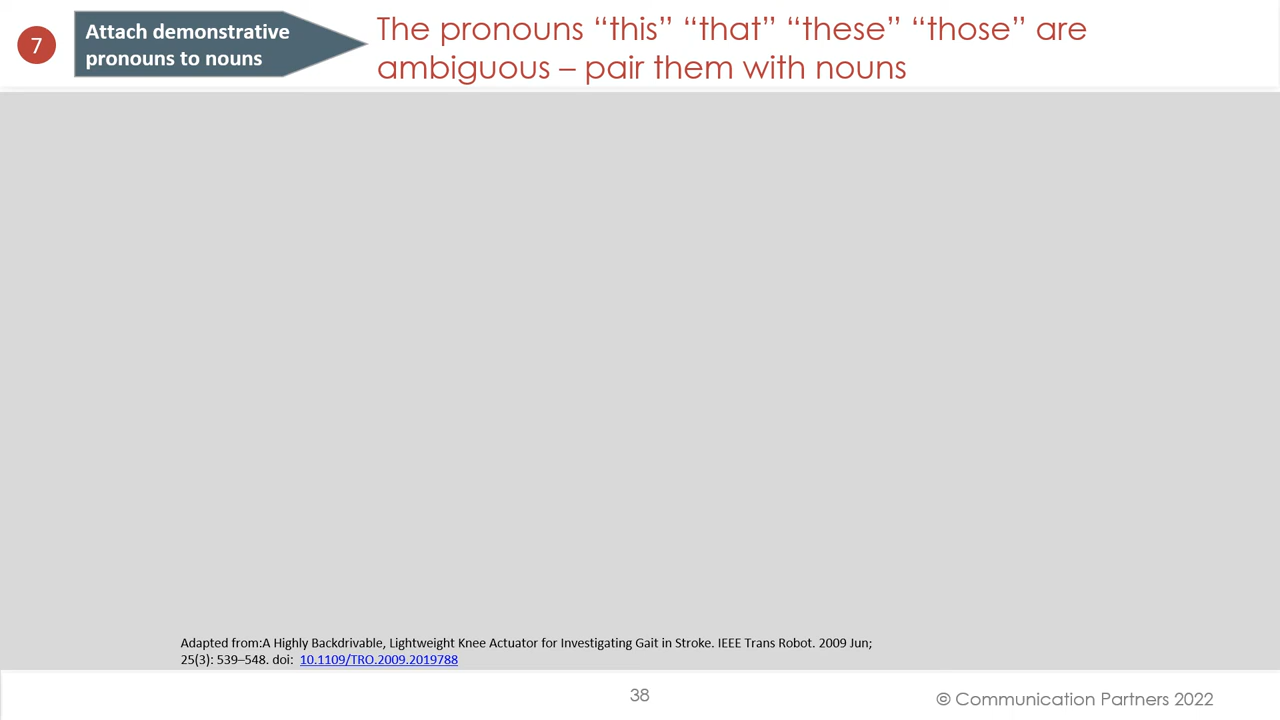 7
Attach demonstrative
pronouns to nouns
The pronouns “this” “that” “these” “those” are
ambiguous – pair them with nouns
Adapted from:A Highly Backdrivable, Lightweight Knee Actuator for Investigating Gait in Stroke. IEEE Trans Robot. 2009 Jun;
25(3): 539–548. doi: 10.1109/TRO.2009.2019788
38
© Communication Partners 2022